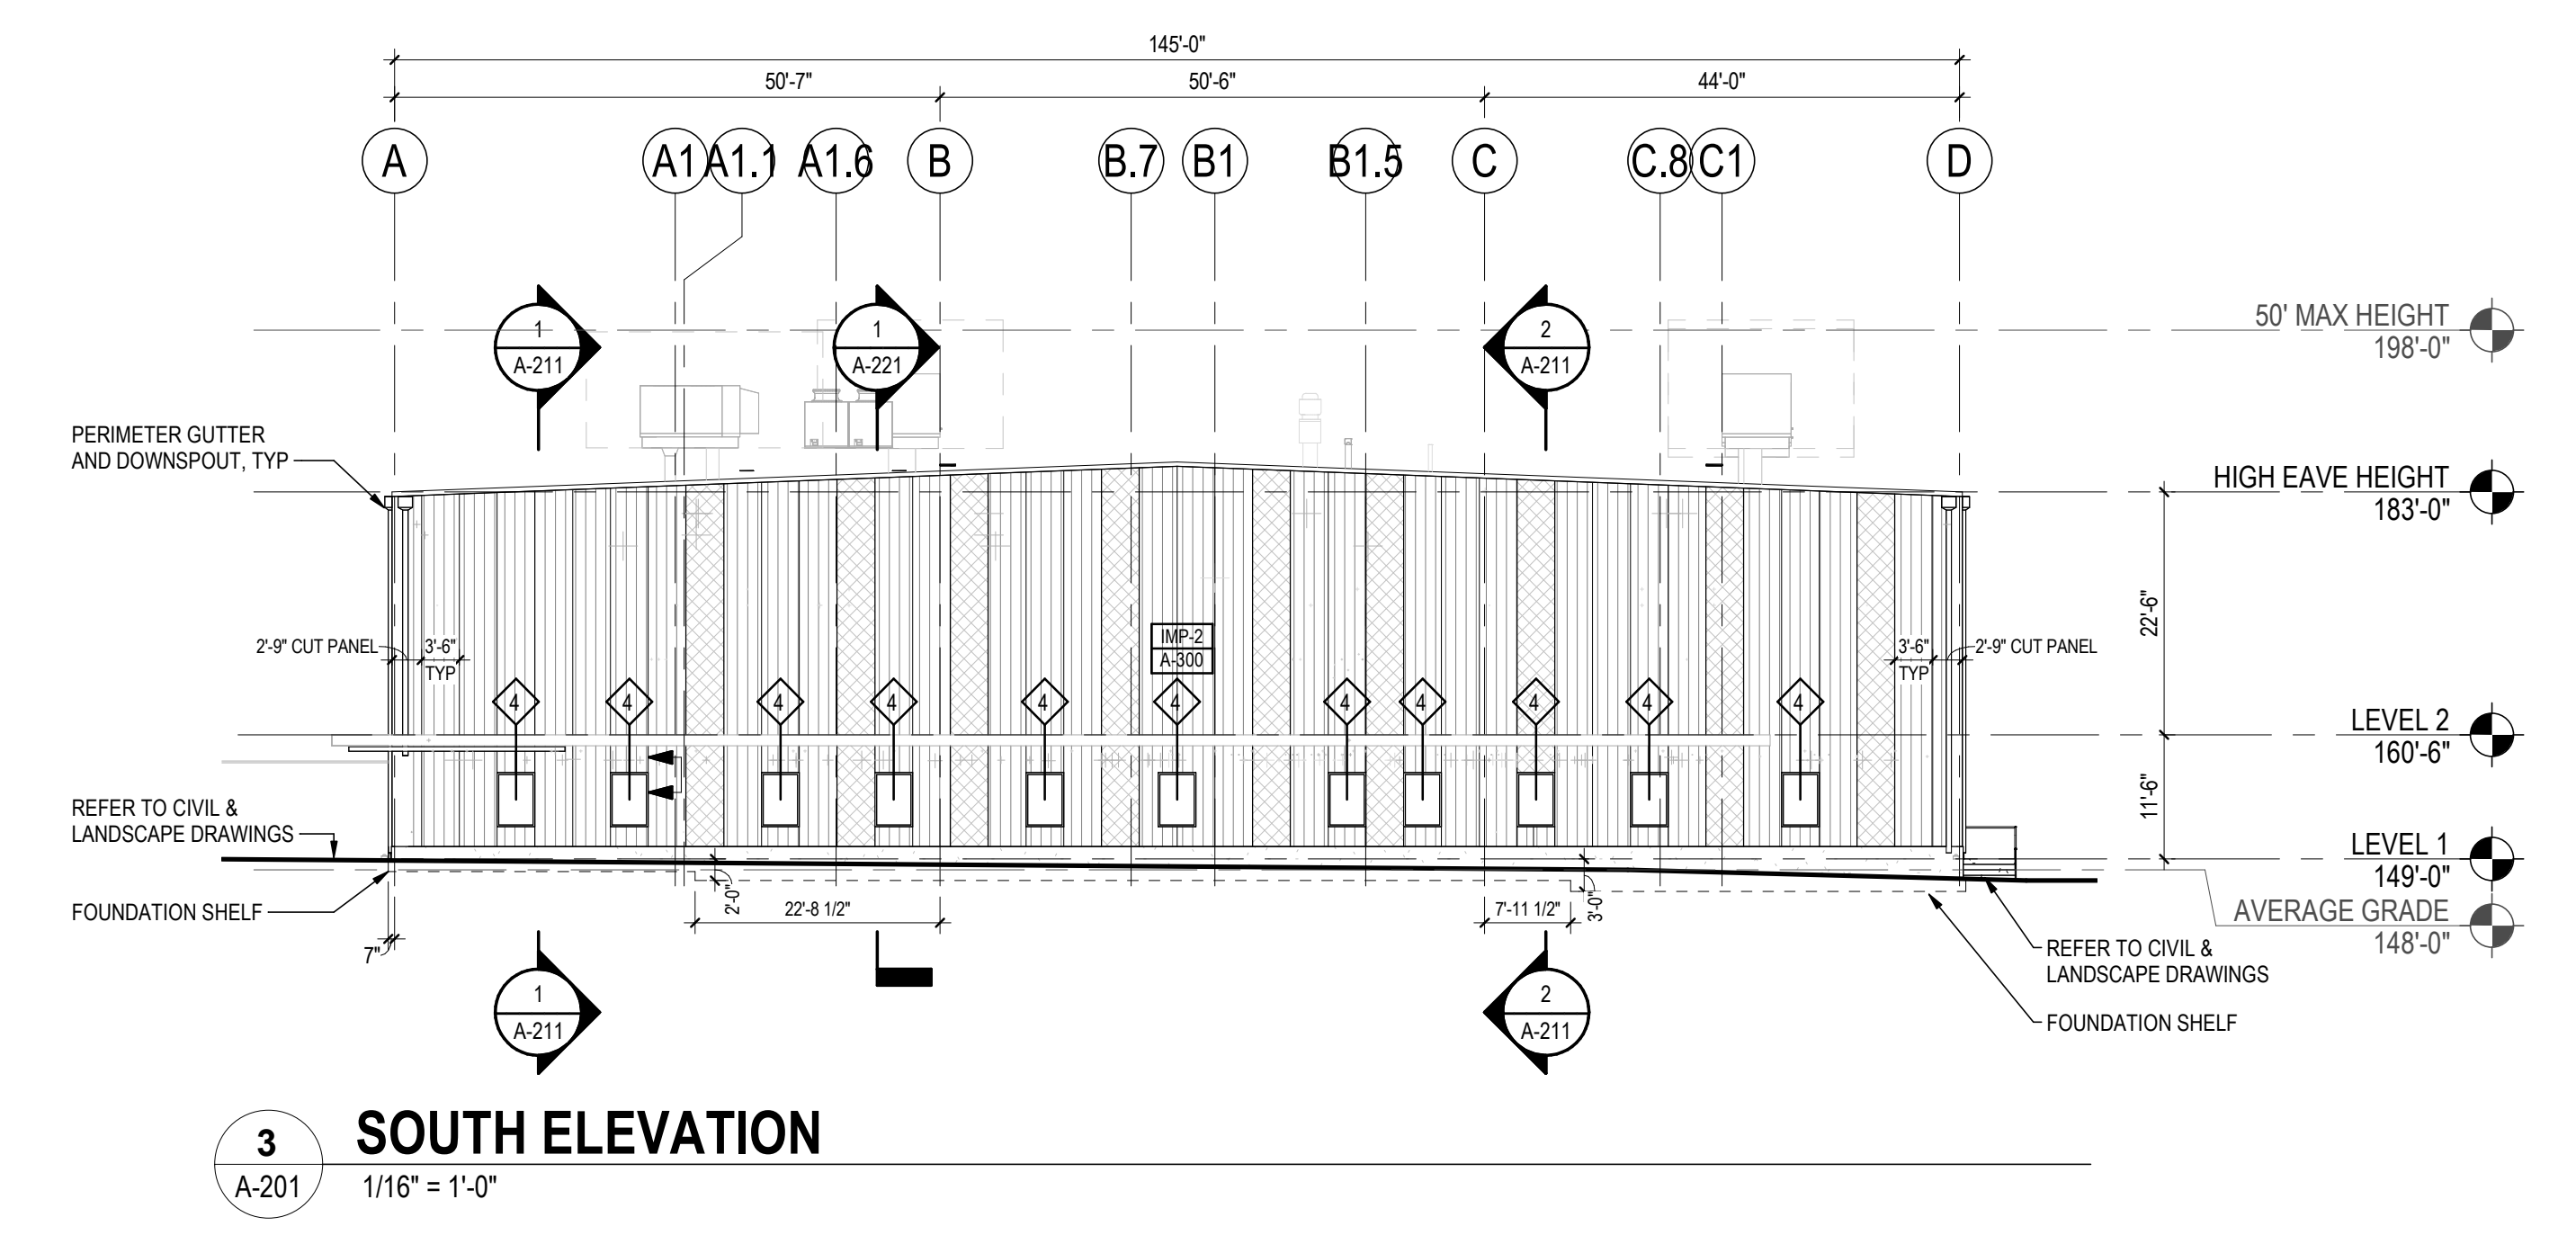 145'-0"
50'-7"
50'-6"
44'-0"
A
A1
A1.1
A1.6
B
B.7
B1
B1.5
C
C.8
C1
D
1
A-211
1
A-221
2
A-211
50' MAX HEIGHT
198'-0"
PERIMETER GUTTER
AND DOWNSPOUT, TYP
HIGH EAVE HEIGHT
183'-0"
22'-6"
2'-9" CUT PANEL
3'-6"
TYP
IMP-2
A-300
3'-6"
TYP
2'-9" CUT PANEL
4
4
4
4
4
4
4
4
4
4
4
LEVEL 2
160'-6"
11'-6"
REFER TO CIVIL &
LANDSCAPE DRAWINGS
LEVEL 1
149'-0"
FOUNDATION SHELF
2'-0"
22'-8 1/2"
7'-11 1/2"
3'-0"
AVERAGE GRADE
148'-0"
7"
REFER TO CIVIL &
LANDSCAPE DRAWINGS
FOUNDATION SHELF
1
A-211
2
A-211
3
A-201
SOUTH ELEVATION
1/16" = 1'-0"